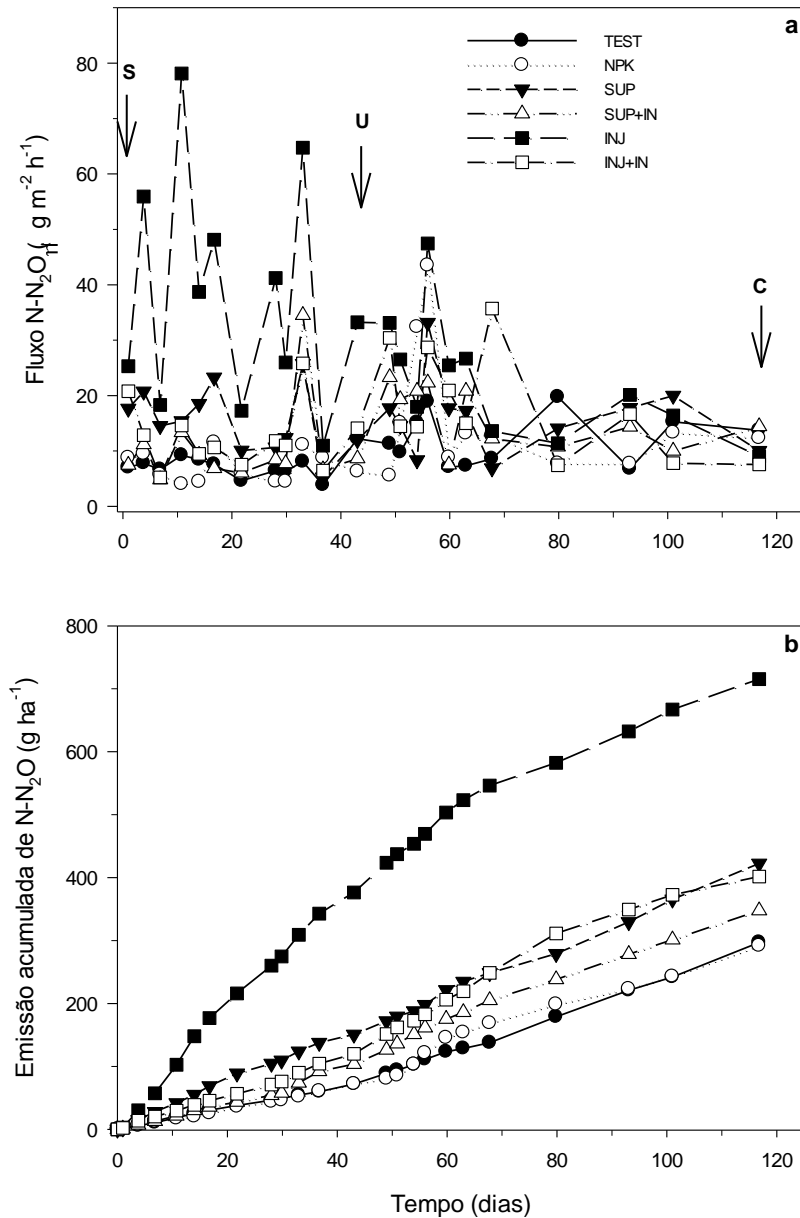 a
TEST
NPK
SUP
SUP+IN
INJ
INJ+IN
S
U
C
80
60
40
20
0
Fluxo N-N₂O ( g m⁻² h⁻¹)
0 20 40 60 80 100 120
b
800
600
400
200
0
Emissão acumulada de N-N₂O (g ha⁻¹)
0 20 40 60 80 100 120
Tempo (dias)